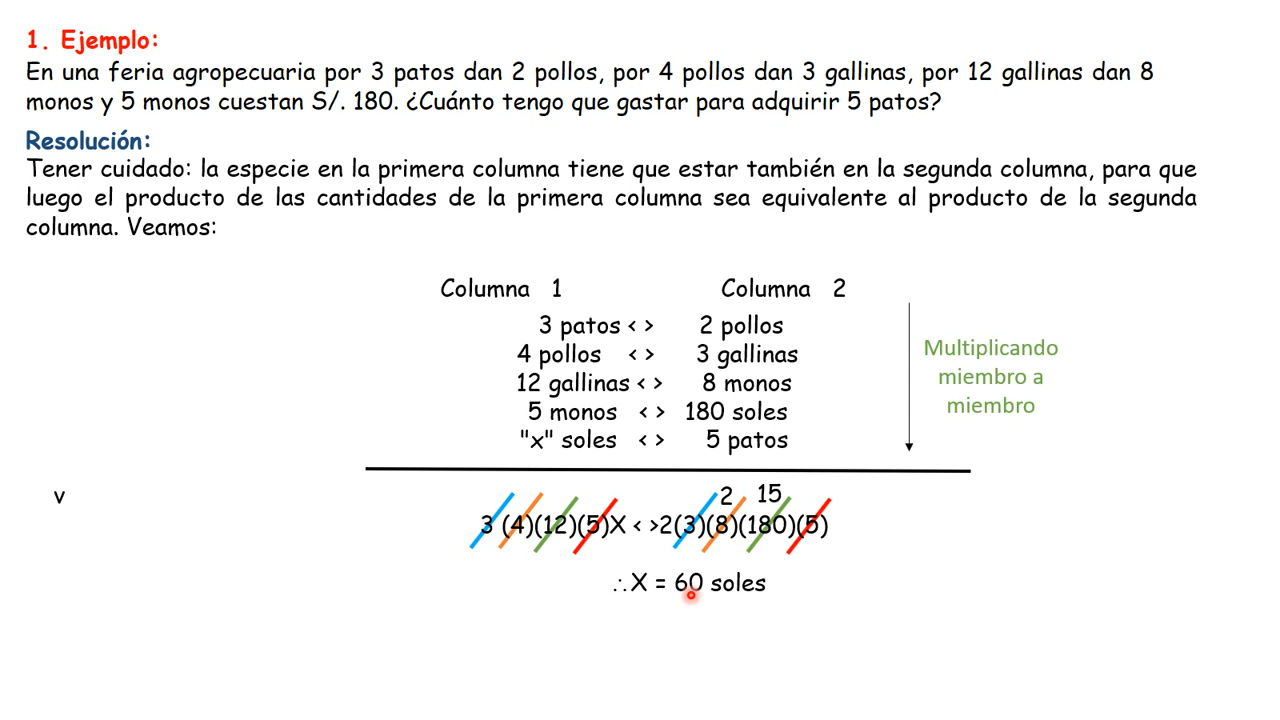 1. Ejemplo:
En una feria agropecuaria por 3 patos dan 2 pollos, por 4 pollos dan 3 gallinas, por 12 gallinas dan 8
monos y 5 monos cuestan S/. 180. ¿Cuánto tengo que gastar para adquirir 5 patos?
Resolución:
Tener cuidado: la especie en la primera columna tiene que estar también en la segunda columna, para que
luego el producto de las cantidades de la primera columna sea equivalente al producto de la segunda
columna. Veamos:
Columna 1 Columna 2
3 patos < > 2 pollos
4 pollos < > 3 gallinas
12 gallinas < > 8 monos
5 monos < > 180 soles
"x" soles < > 5 patos
Multiplicando
miembro a
miembro
v
2 15
3 (4)(12)(5)X < >2(3)(8)(180)(5)
∴X = 60 soles